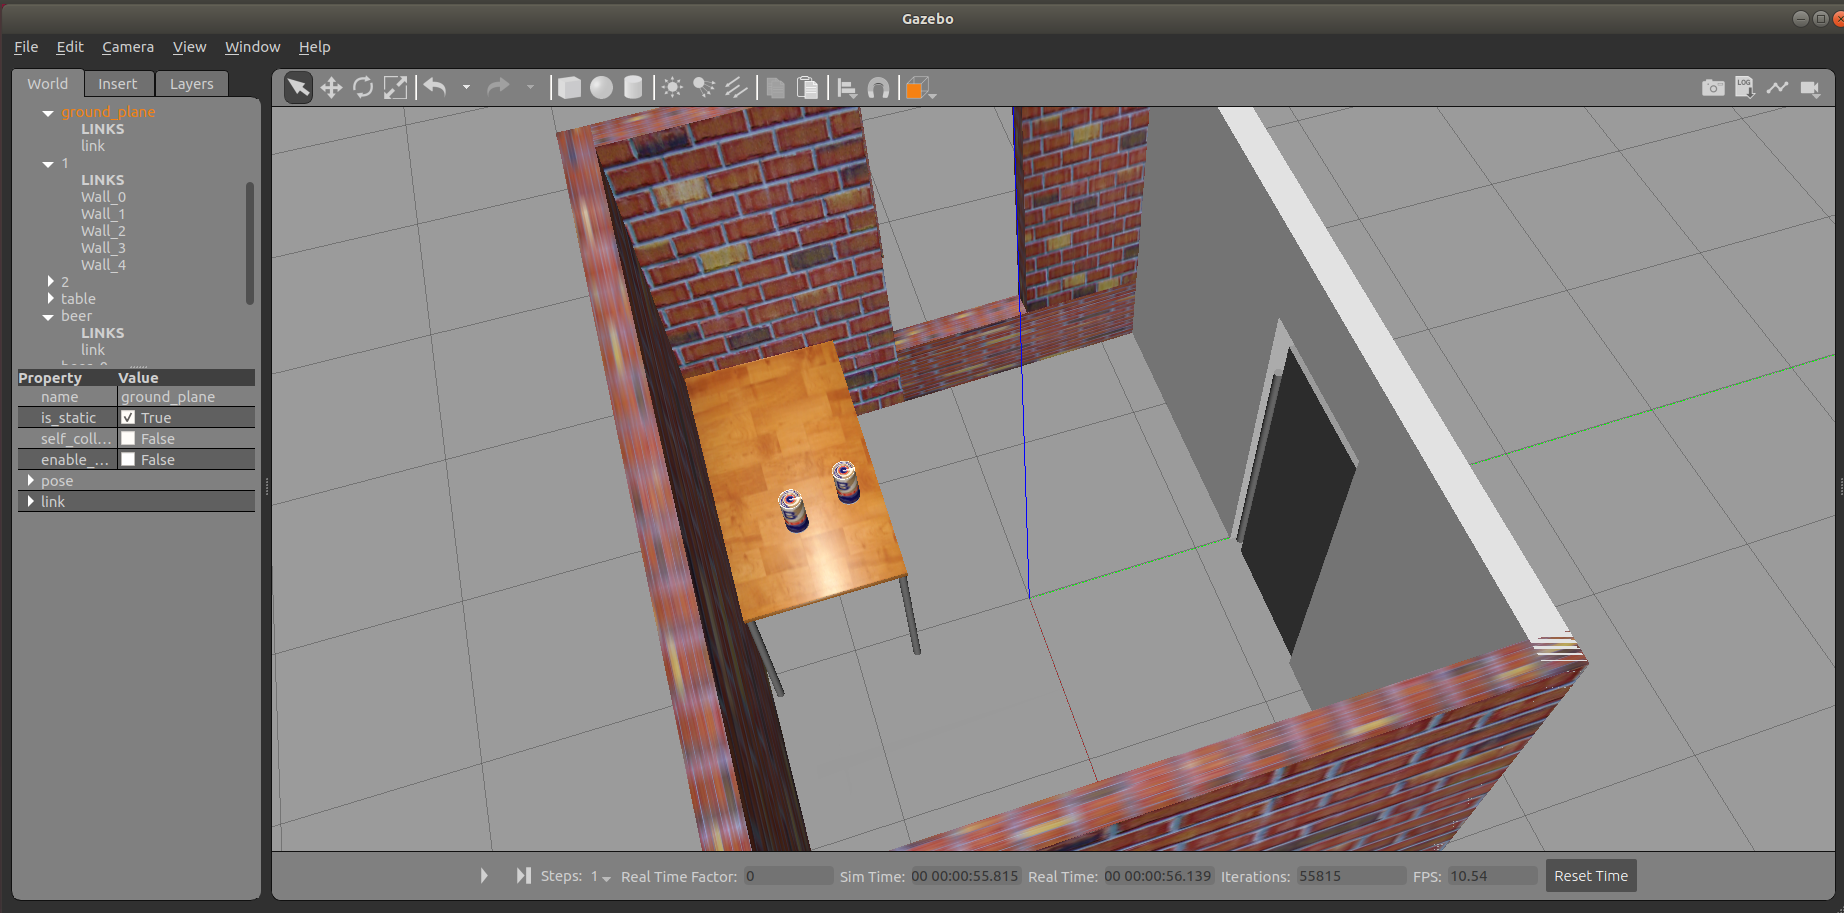 Gazebo
File Edit Camera View Window Help
World Insert Layers
LOG
ground_plane
LINKS
link
1
LINKS
Wall_0
Wall_1
Wall_2
Wall_3
Wall_4
2
table
beer
LINKS
link
Property Value
name ground_plane
is_static True
self_coll... False
enable_... False
pose
link
Steps: 1 Real Time Factor: 0 Sim Time: 00 00:00:55.815 Real Time: 00 00:00:56.139 Iterations: 55815 FPS: 10.54 Reset Time